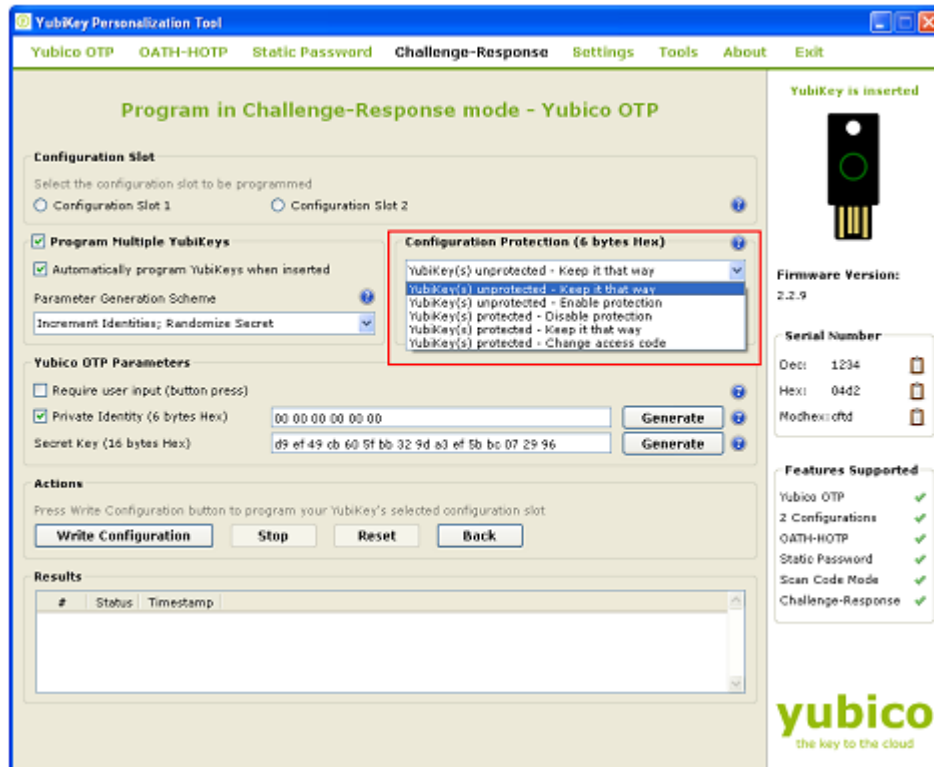 YubiKey Personalization Tool
Yubico OTP OATH-HOTP Static Password Challenge-Response Settings Tools About Exit
Program in Challenge-Response mode - Yubico OTP
Configuration Slot
Select the configuration slot to be programmed
Configuration Slot 1 Configuration Slot 2
Program Multiple YubiKeys
Automatically program YubiKeys when inserted
Parameter Generation Scheme
Increment Identities; Randomize Secret
Configuration Protection (6 bytes Hex)
YubiKey(s) unprotected - Keep it that way
YubiKey(s) unprotected - Keep it that way
YubiKey(s) unprotected - Enable protection
YubiKey(s) protected - Disable protection
YubiKey(s) protected - Keep it that way
YubiKey(s) protected - Change access code
Yubico OTP Parameters
Require user input (button press)
Private Identity (6 bytes Hex) 00 00 00 00 00 00 Generate
Secret Key (16 bytes Hex) d9 ef 49 cb 60 5f bb 32 9d a3 ef 5b bc 07 29 96 Generate
Actions
Press Write Configuration button to program your YubiKey's selected configuration slot
Write Configuration Stop Reset Back
Results
# Status Timestamp
YubiKey is inserted
Firmware Version:
2.2.9
Serial Number
Dec: 1234
Hex: 04d2
Modhex: cftd
Features Supported
Yubico OTP
2 Configurations
OATH-HOTP
Static Password
Scan Code Mode
Challenge-Response
yubico
the key to the cloud